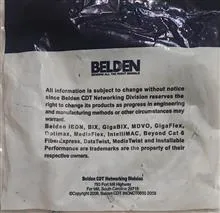 BELDEN
SENDING ALL THE RIGHT SIGNALS
All information is subject to change without notice
since Belden CDT Networking Division reserves the
right to change its products as progress in engineering
and manufacturing methods or other circumstances may
warrant.
Belden IBDN, BIX, GigaBIX, MDVO, GigaFlex,
Optimax, MediaFlex, IntelliMAC, Beyond Cat 6
FiberExpress, DataTwist, MediaTwist and Installable
Performance are trademarks are the property of their
respective owners.
Belden CDT Networking Division
Fort Mill, South Carolina 29715
©Copyright 2006, Belden CDT